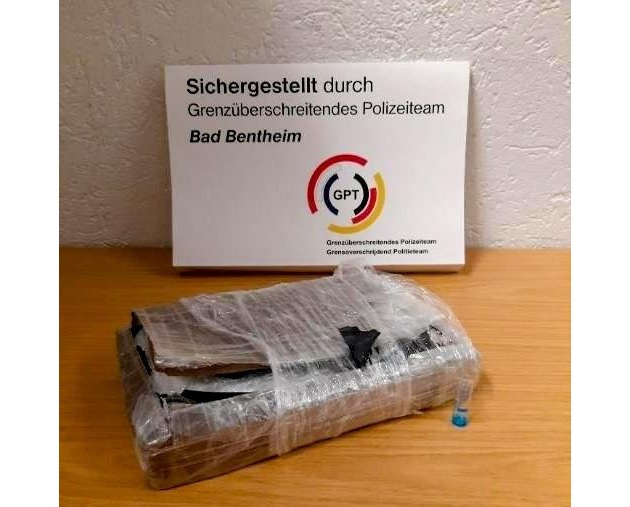 Sichergestellt durch
Grenzüberschreitendes Polizeiteam
Bad Bentheim
GPT
Grenzüberschreitendes Polizeiteam
Grensoverschrijdend Politieteam